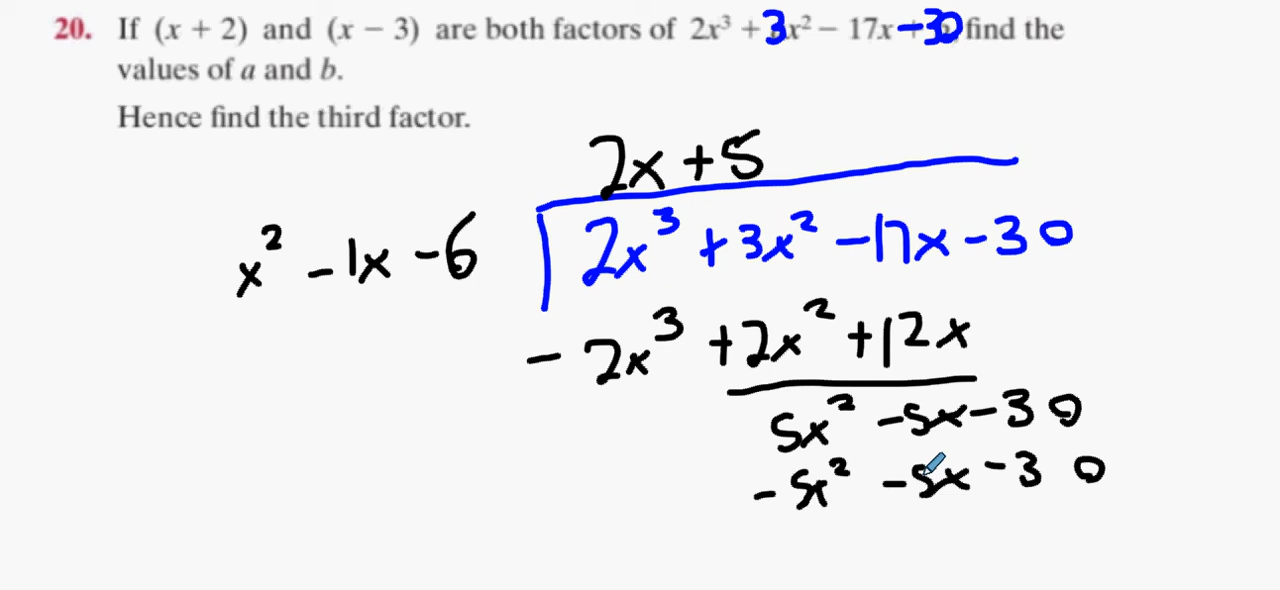 20. If (x + 2) and (x − 3) are both factors of 2x³ + 3x² − 17x −30 find the
values of a and b.
Hence find the third factor.
2x +5
x² −1x −6 2x³ +3x² −17x −30
− 2x³ +2x² +12x
5x² −5x −30
−5x² −5x −30